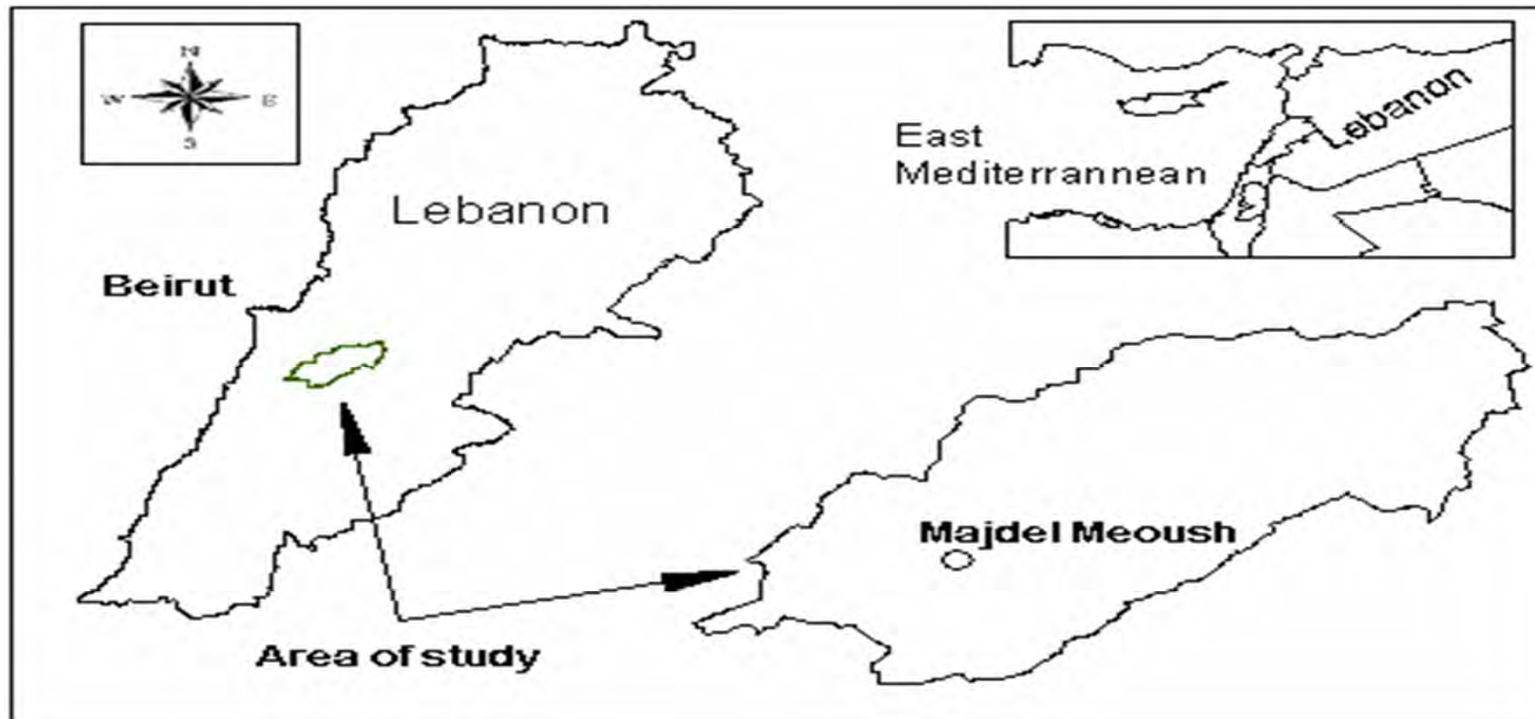 N
W E
S
Lebanon
Beirut
East
Mediterrannean
Lebanon
Majdel Meoush
Area of study